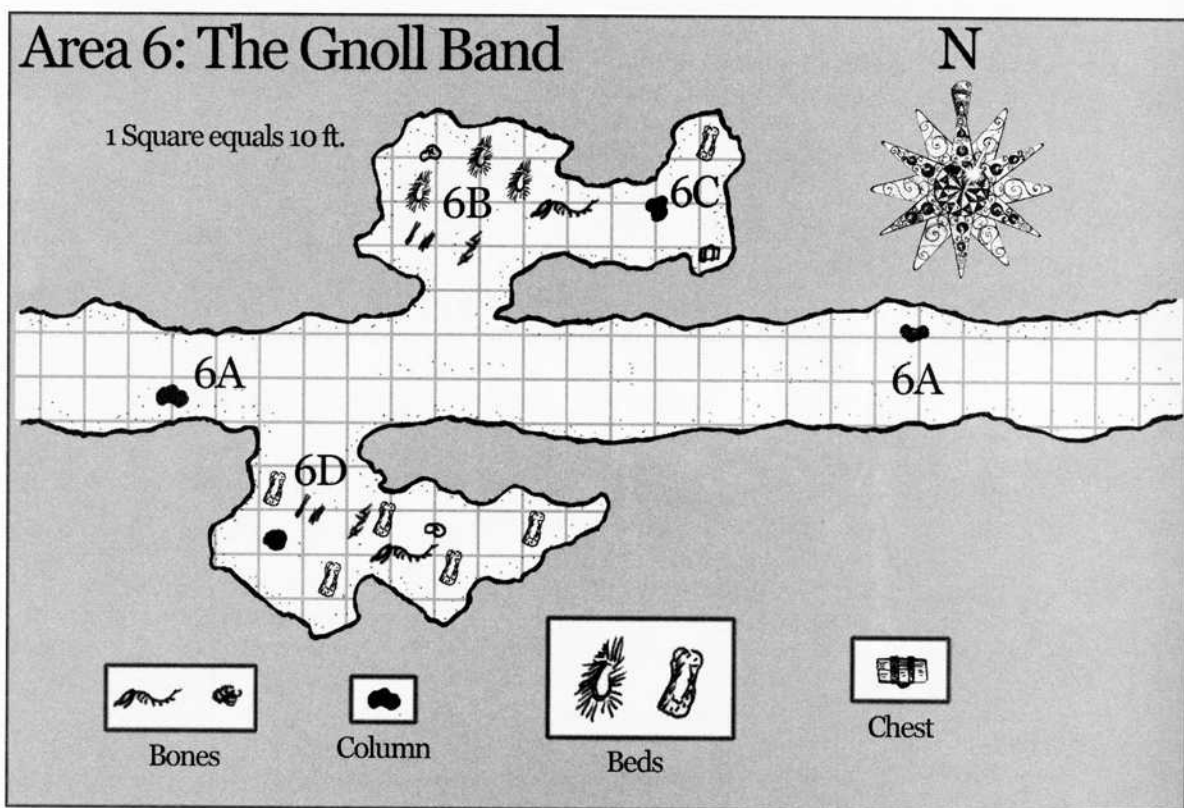 Area 6: The Gnoll Band
N
1 Square equals 10 ft.
6B
6C
6A
6A
6D
Bones
Column
Beds
Chest